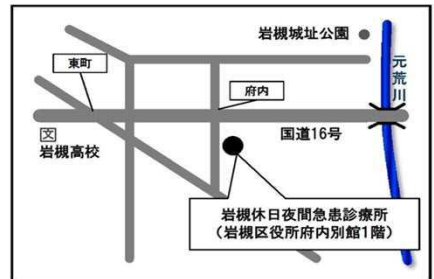 岩槻城址公園
元荒川
東町
府内
文
岩槻高校
国道16号
岩槻休日夜間急患診療所
(岩槻区役所府内別館1階)